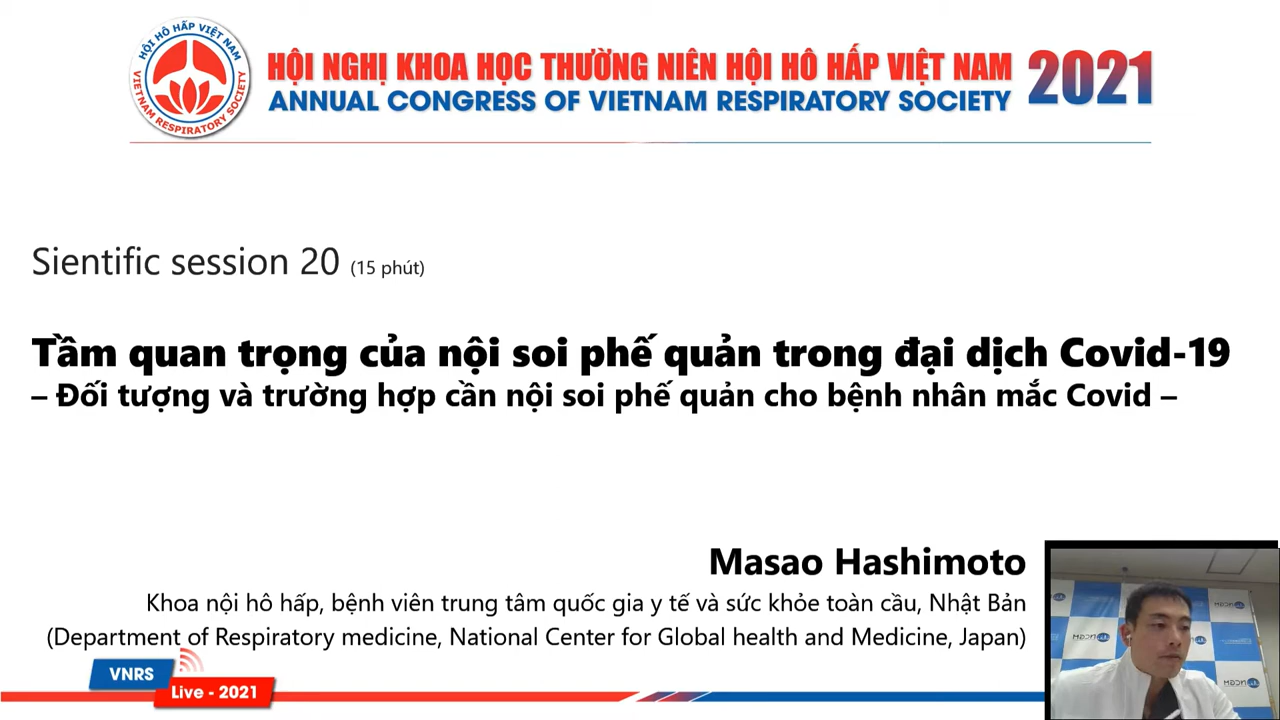 HỘI HÔ HẤP VIỆT NAM
VIETNAM RESPIRATORY SOCIETY
HỘI NGHỊ KHOA HỌC THƯỜNG NIÊN HỘI HÔ HẤP VIỆT NAM 2021
ANNUAL CONGRESS OF VIETNAM RESPIRATORY SOCIETY
Sientific session 20 (15 phút)
Tầm quan trọng của nội soi phế quản trong đại dịch Covid-19
– Đối tượng và trường hợp cần nội soi phế quản cho bệnh nhân mắc Covid –
Masao Hashimoto
Khoa nội hô hấp, bệnh viên trung tâm quốc gia y tế và sức khỏe toàn cầu, Nhật Bản
(Department of Respiratory medicine, National Center for Global health and Medicine, Japan)
VNRS
Live - 2021
NCGM
NCGM